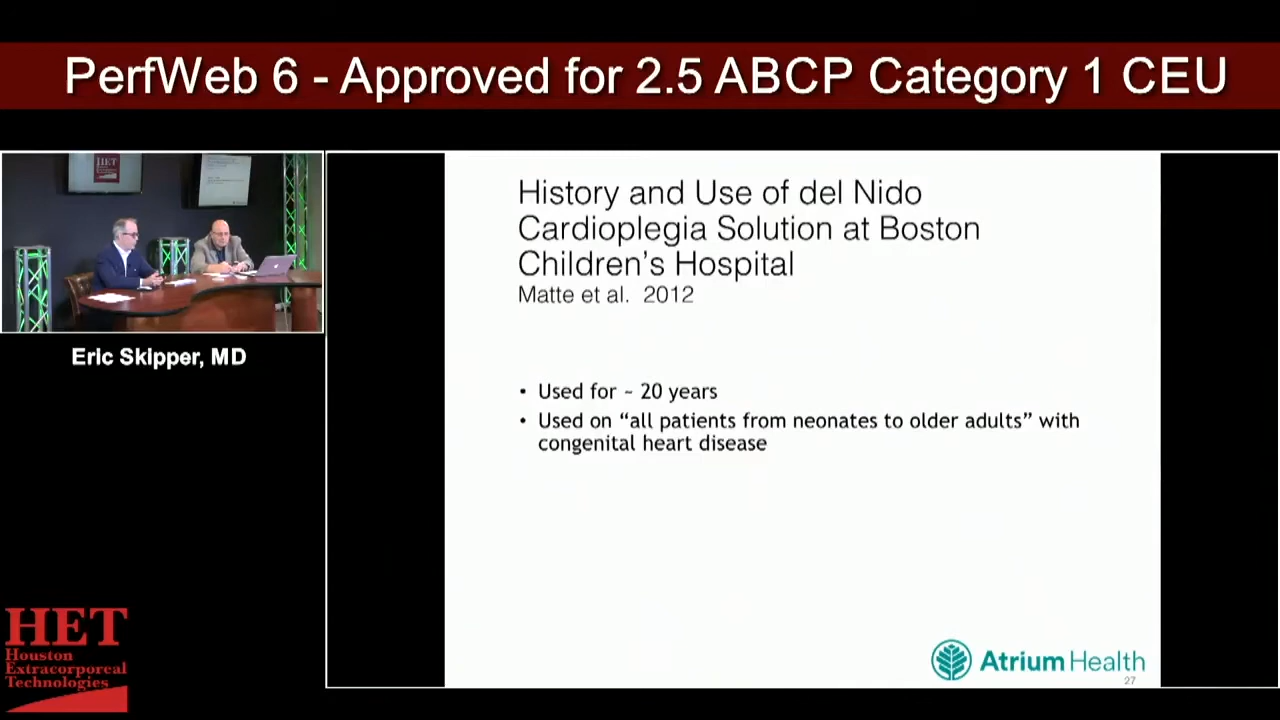 PerfWeb 6 - Approved for 2.5 ABCP Category 1 CEU
HET
Eric Skipper, MD
History and Use of del Nido
Cardioplegia Solution at Boston
Children's Hospital
Matte et al. 2012
• Used for ~ 20 years
• Used on “all patients from neonates to older adults” with
congenital heart disease
HET
Houston
Extracorporeal
Technologies
Atrium Health
27